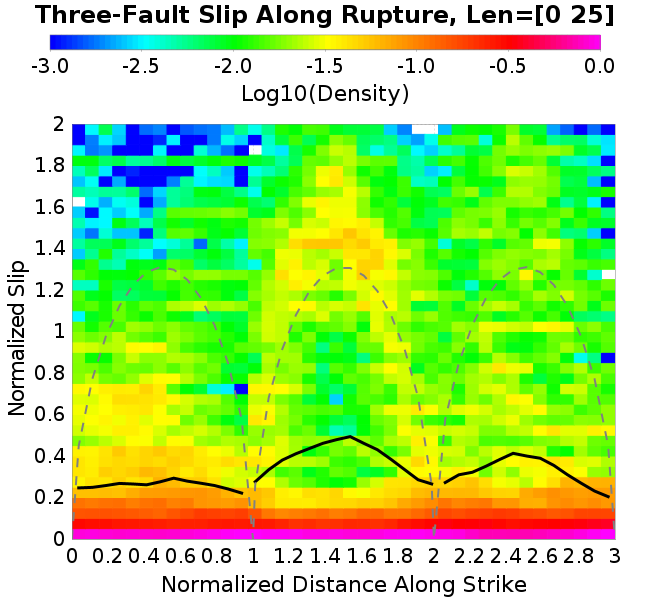 Three-Fault Slip Along Rupture, Len=[0 25]
-3.0 -2.5 -2.0 -1.5 -1.0 -0.5 0.0
Log10(Density)
2
1.8
1.6
1.4
1.2
1
0.8
0.6
0.4
0.2
0
Normalized Slip
0 0.2 0.4 0.6 0.8 1 1.2 1.4 1.6 1.8 2 2.2 2.4 2.6 2.8 3
Normalized Distance Along Strike